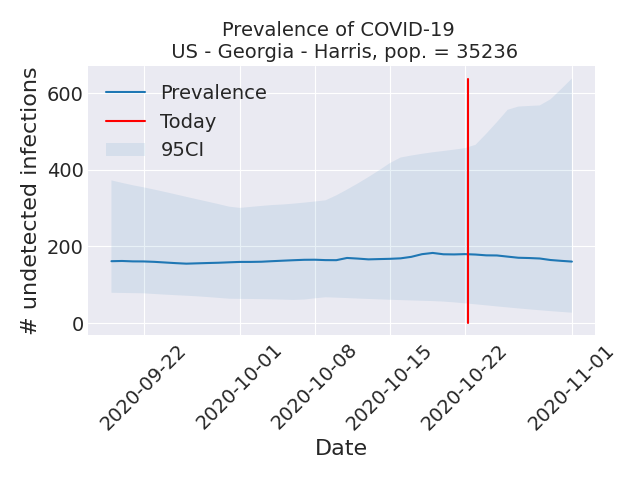 Prevalence of COVID-19
US - Georgia - Harris, pop. = 35236
# undetected infections
600
400
200
0
Prevalence
Today
95CI
2020-09-22
2020-10-01
2020-10-08
2020-10-15
2020-10-22
2020-11-01
Date